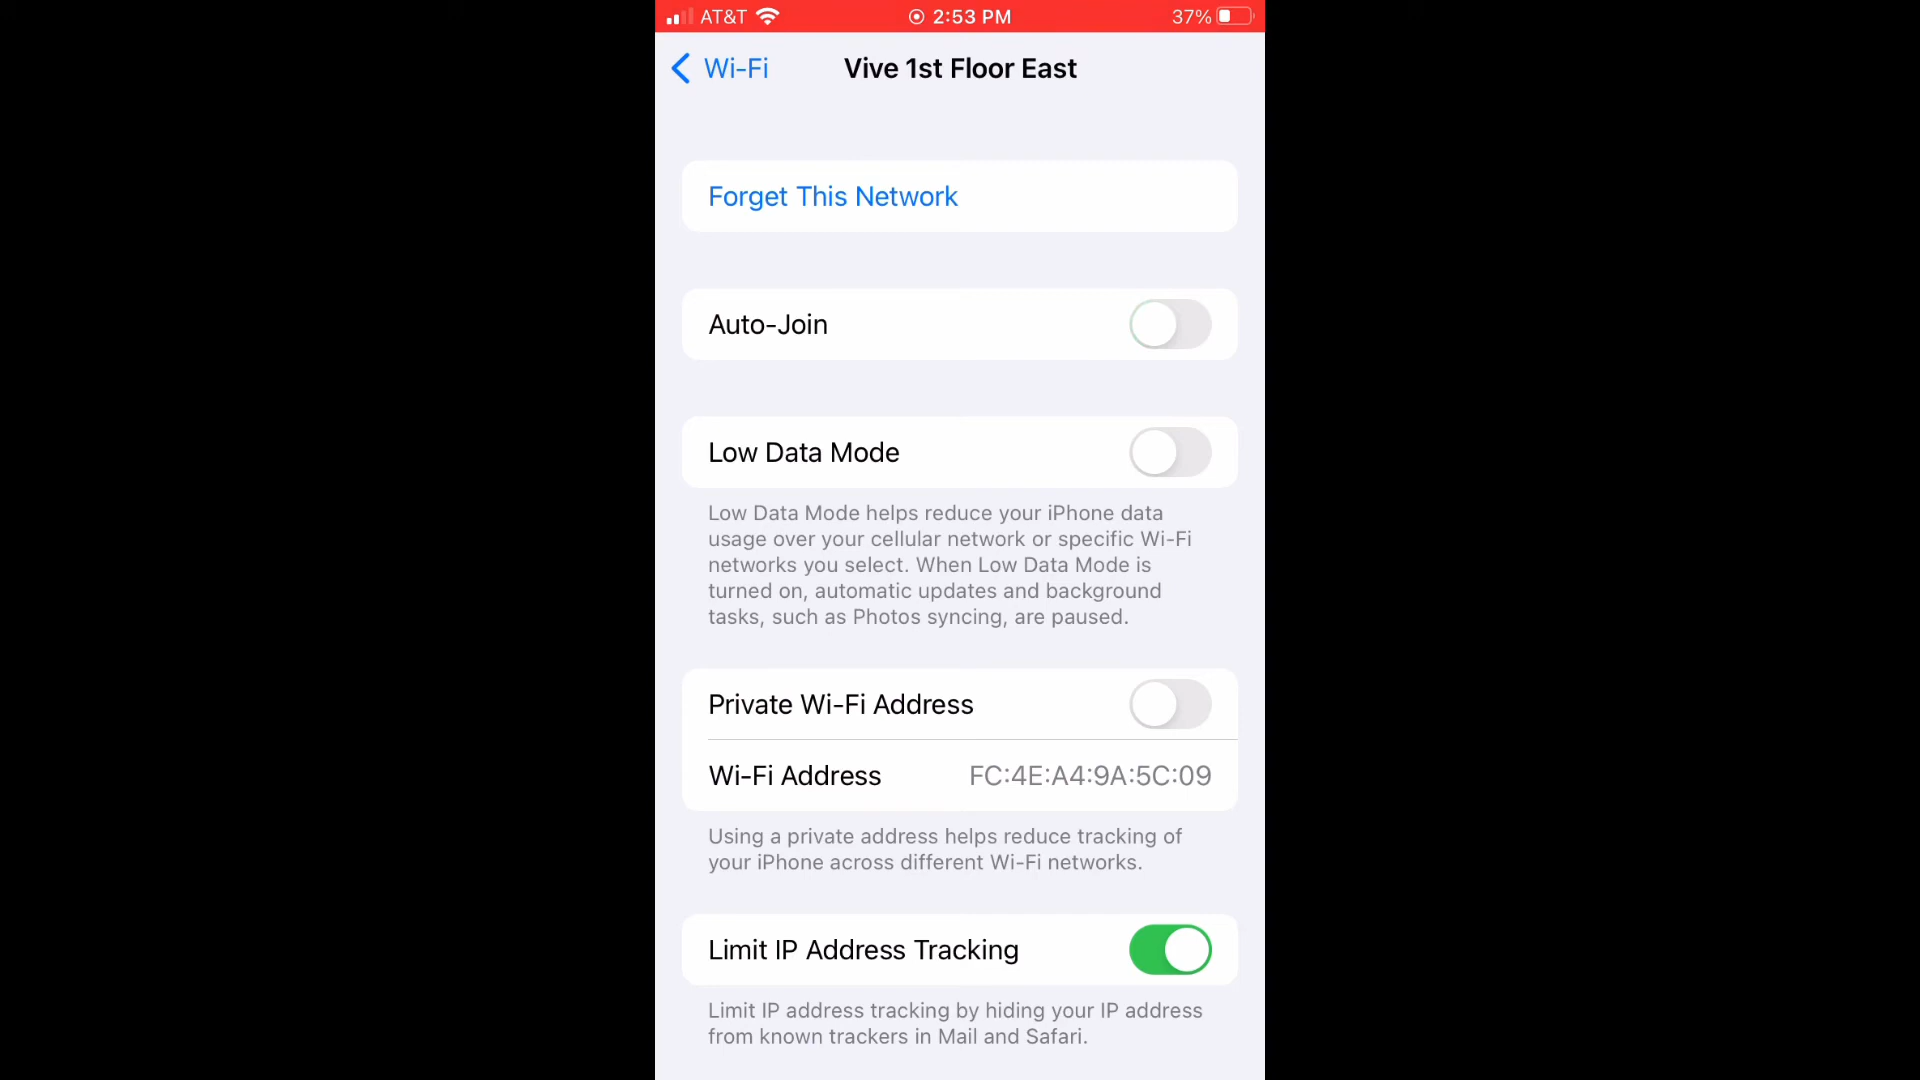 AT&T 2:53 PM 37%
Wi-Fi Vive 1st Floor East
Forget This Network
Auto-Join
Low Data Mode
Low Data Mode helps reduce your iPhone data
usage over your cellular network or specific Wi-Fi
networks you select. When Low Data Mode is
turned on, automatic updates and background
tasks, such as Photos syncing, are paused.
Private Wi-Fi Address
Wi-Fi Address FC:4E:A4:9A:5C:09
Using a private address helps reduce tracking of
your iPhone across different Wi-Fi networks.
Limit IP Address Tracking
Limit IP address tracking by hiding your IP address
from known trackers in Mail and Safari.